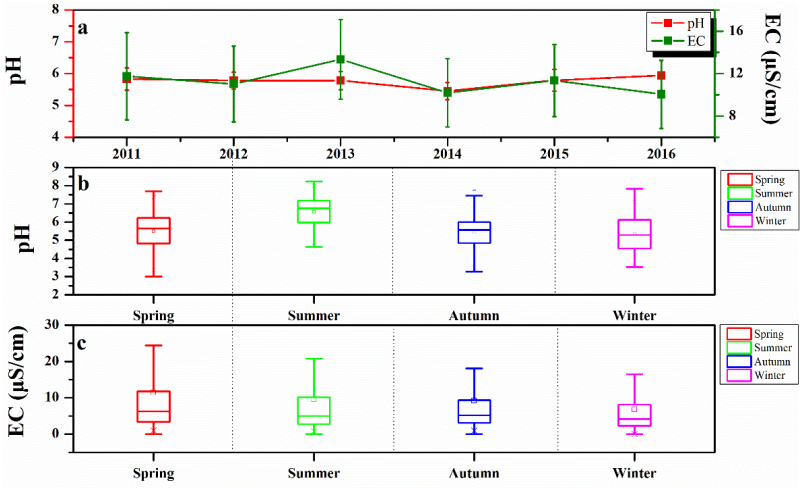 a
pH
EC
pH
EC (μS/cm)
8
7
6
5
4
16
12
8
2011 2012 2013 2014 2015 2016
b
pH
9
8
7
6
5
4
3
2
Spring
Summer
Autumn
Winter
Spring Summer Autumn Winter
c
EC (μS/cm)
30
20
10
0
Spring
Summer
Autumn
Winter
Spring Summer Autumn Winter